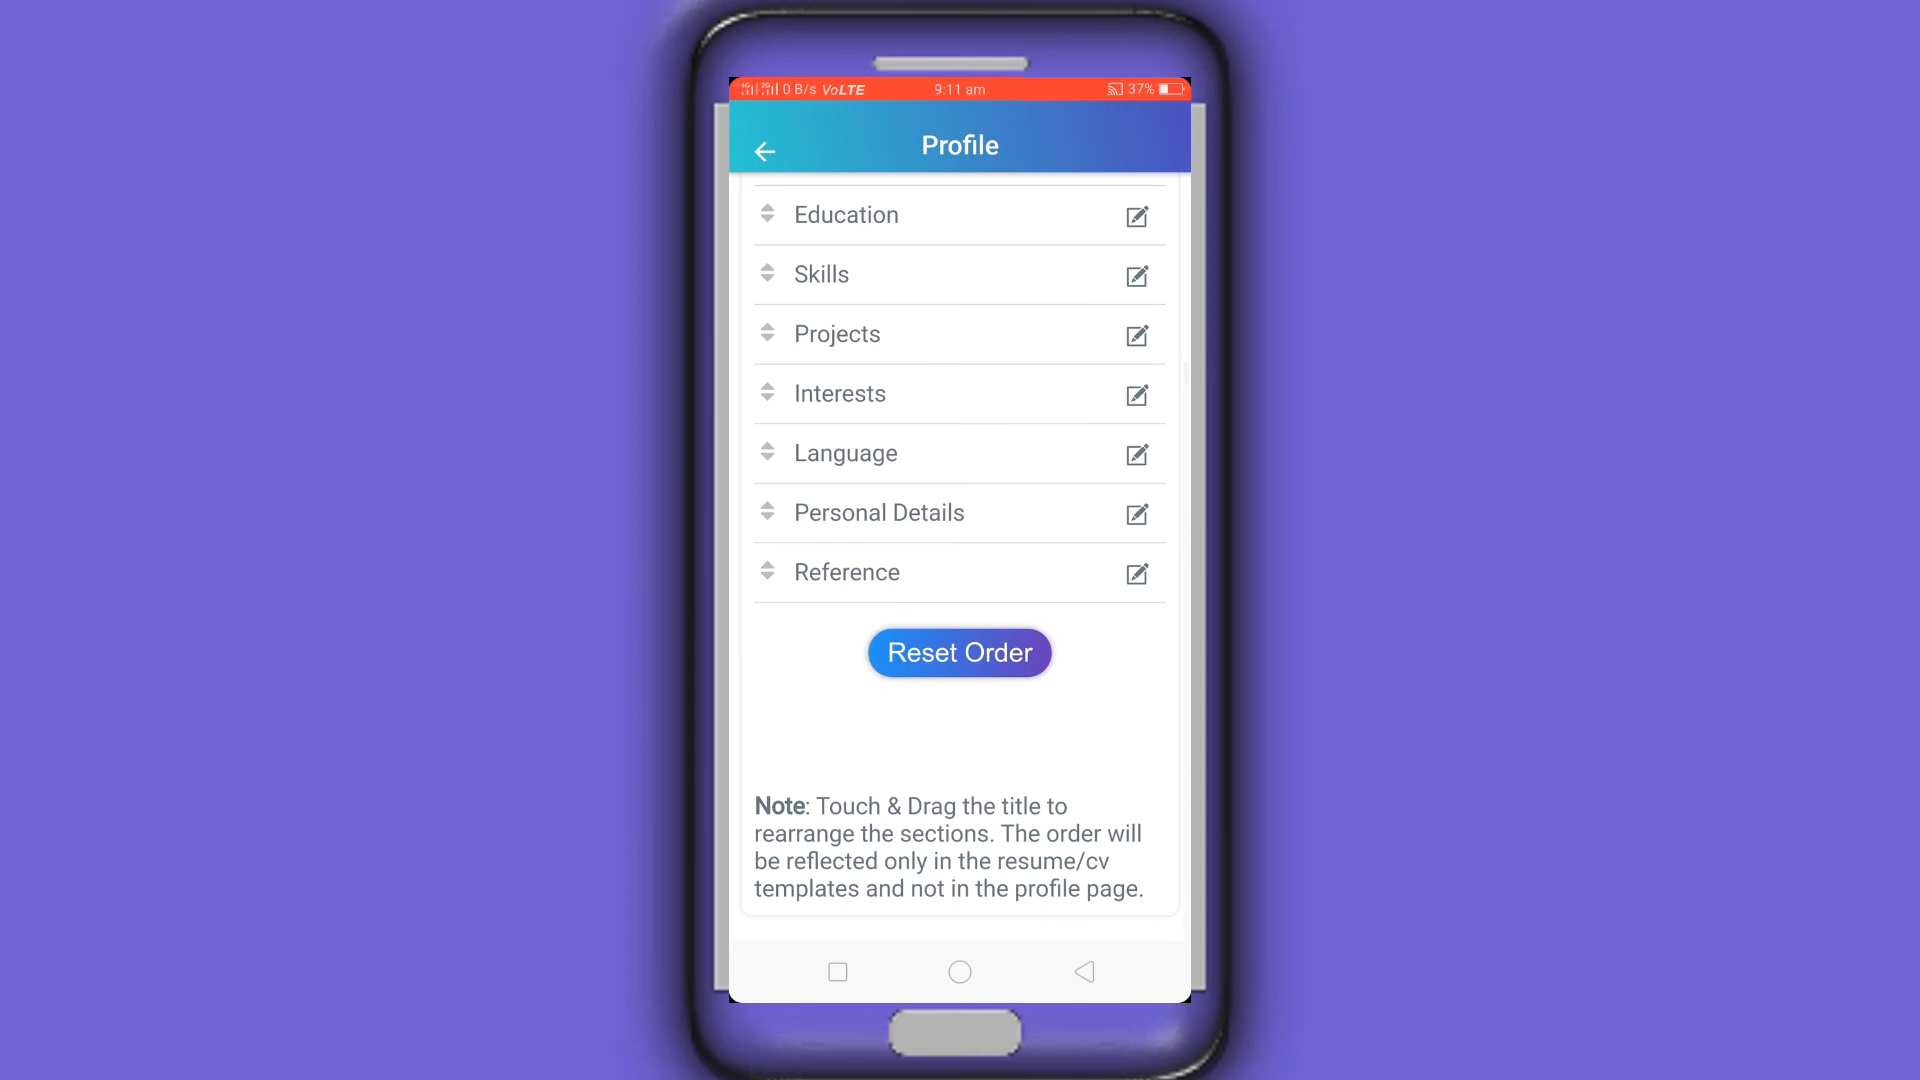 4G 2G 0 B/s VoLTE 9:11 am 37%
Profile
Education
Skills
Projects
Interests
Language
Personal Details
Reference
Reset Order
Note: Touch & Drag the title to
rearrange the sections. The order will
be reflected only in the resume/cv
templates and not in the profile page.